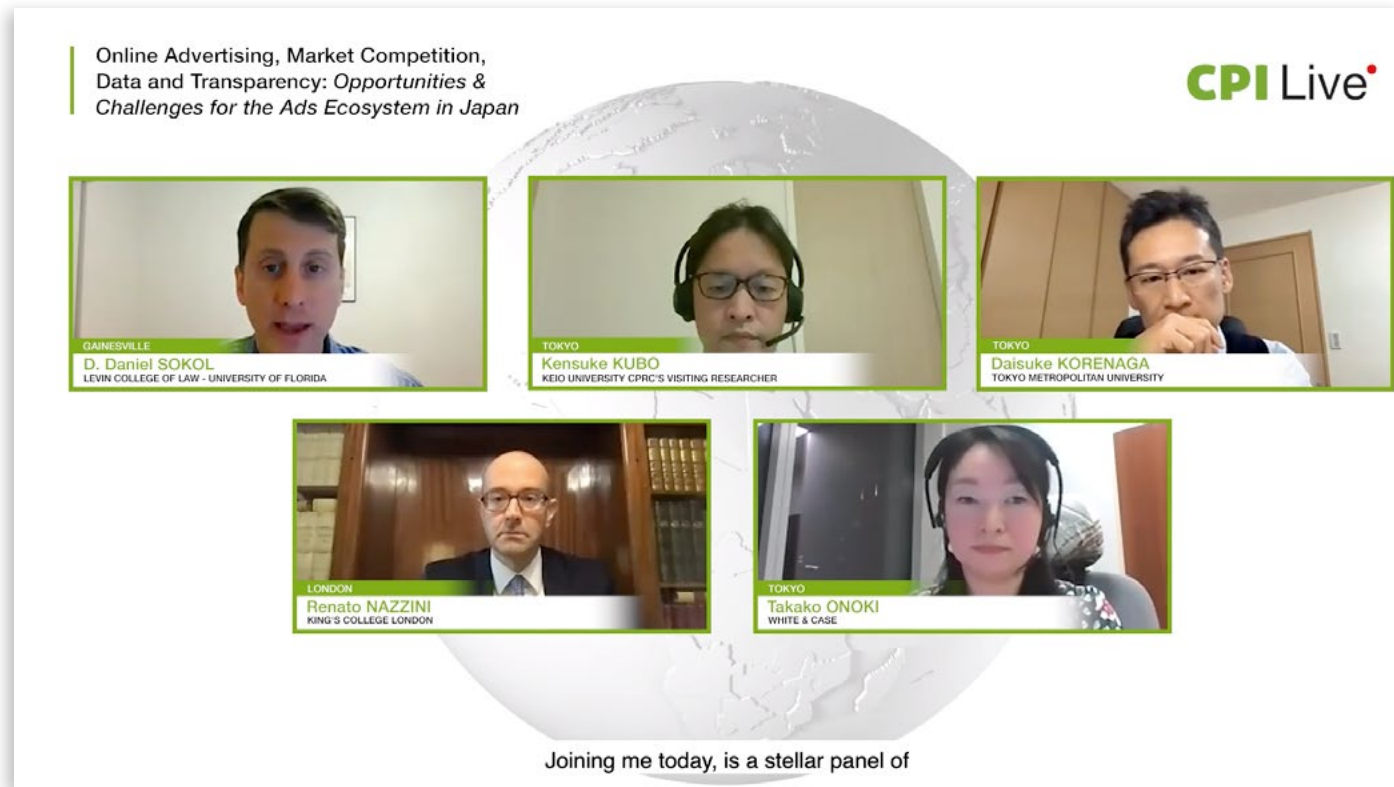 Online Advertising, Market Competition,
Data and Transparency: Opportunities &
Challenges for the Ads Ecosystem in Japan
CPI Live
GAINESVILLE
D. Daniel SOKOL
LEVIN COLLEGE OF LAW - UNIVERSITY OF FLORIDA
TOKYO
Kensuke KUBO
KEIO UNIVERSITY CPRC'S VISITING RESEARCHER
TOKYO
Daisuke KORENAGA
TOKYO METROPOLITAN UNIVERSITY
LONDON
Renato NAZZINI
KING'S COLLEGE LONDON
TOKYO
Takako ONOKI
WHITE & CASE
Joining me today, is a stellar panel of